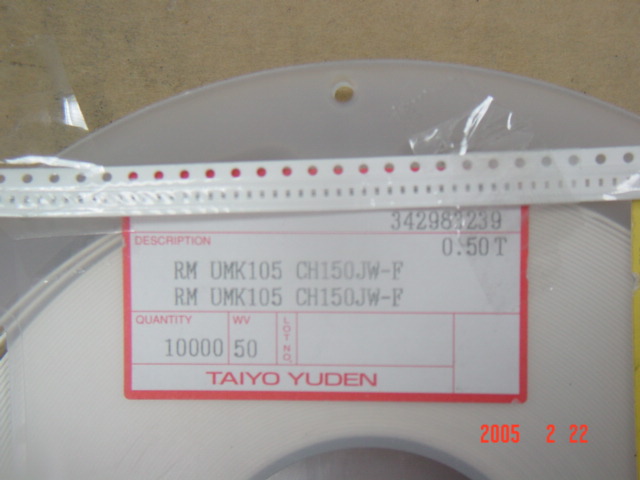 342982239
DESCRIPTION
0.50T
RM UMK105 CH150JW-F
RM UMK105 CH150JW-F
QUANTITY
WV
LOT NO.
10000
50
TAIYO YUDEN
2005 2 22